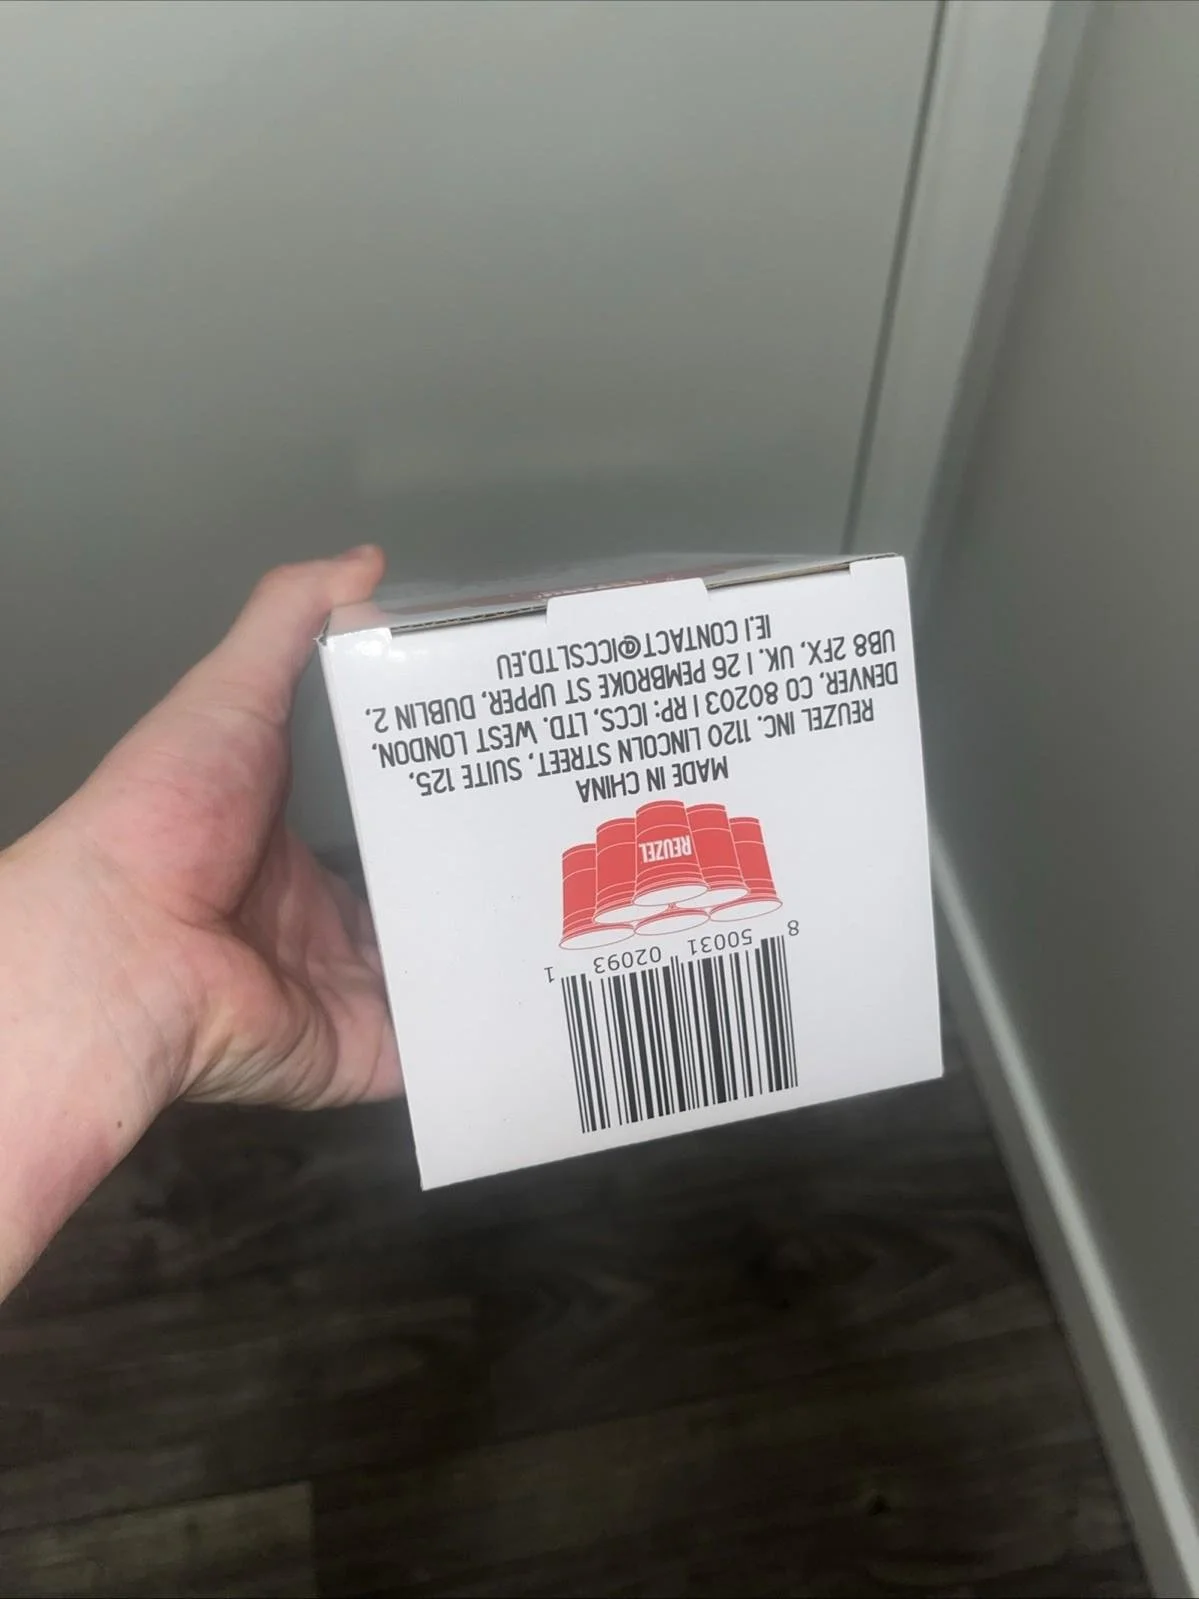 8 50031 02093 1
REUZEL
MADE IN CHINA
REUZEL INC. 1120 LINCOLN STREET, SUITE 125,
DENVER, CO 80203 | RP: ICCS, LTD. WEST LONDON,
UB8 2FX, UK. | 26 PEMBROKE ST UPPER, DUBLIN 2,
IE.| CONTACT@ICCSLTD.EU